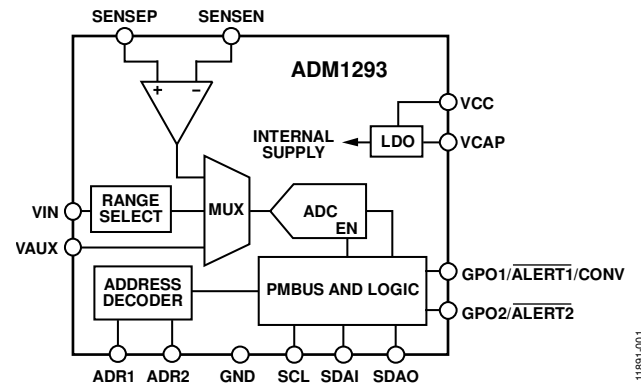 SENSEP SENSEN
ADM1293
+ −
VCC
INTERNAL
SUPPLY
LDO
VCAP
VIN
RANGE
SELECT
MUX
ADC
EN
VAUX
ADDRESS
DECODER
PMBUS AND LOGIC
GPO1/ALERT1/CONV
GPO2/ALERT2
ADR1 ADR2 GND SCL SDAI SDAO
11891-001